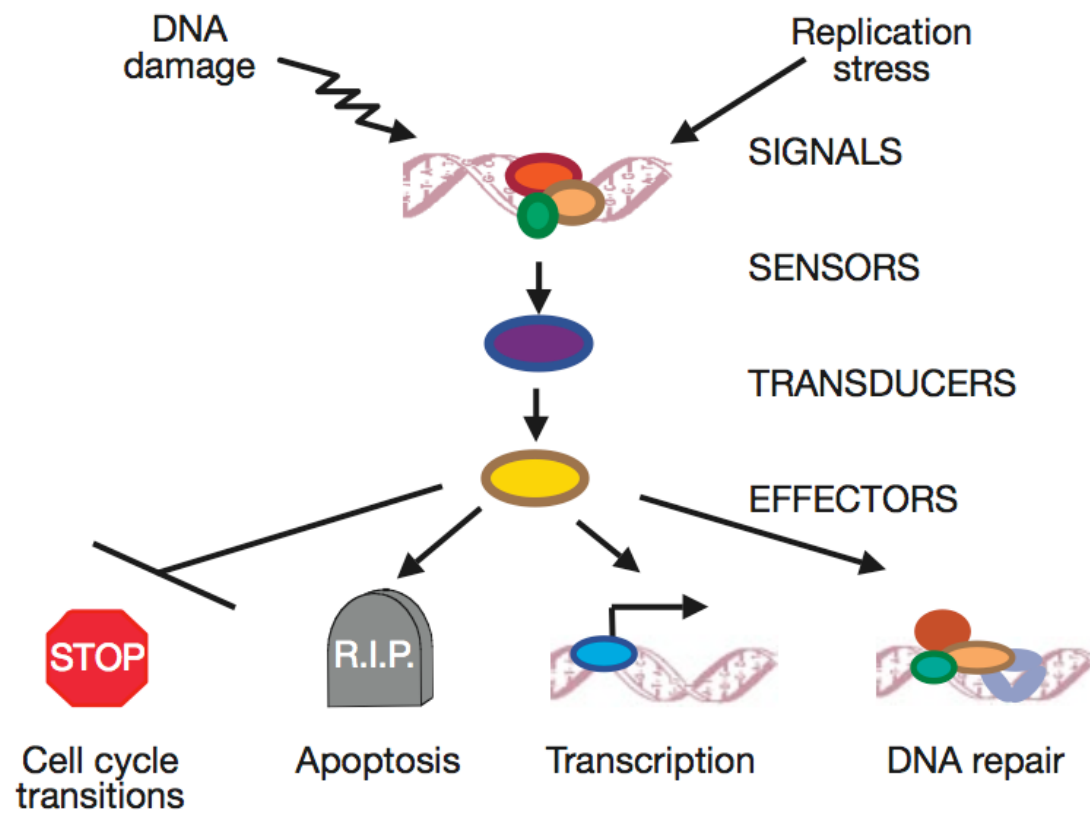 DNA
damage
Replication
stress
SIGNALS
SENSORS
TRANSDUCERS
EFFECTORS
STOP
R.I.P.
Cell cycle
transitions
Apoptosis
Transcription
DNA repair